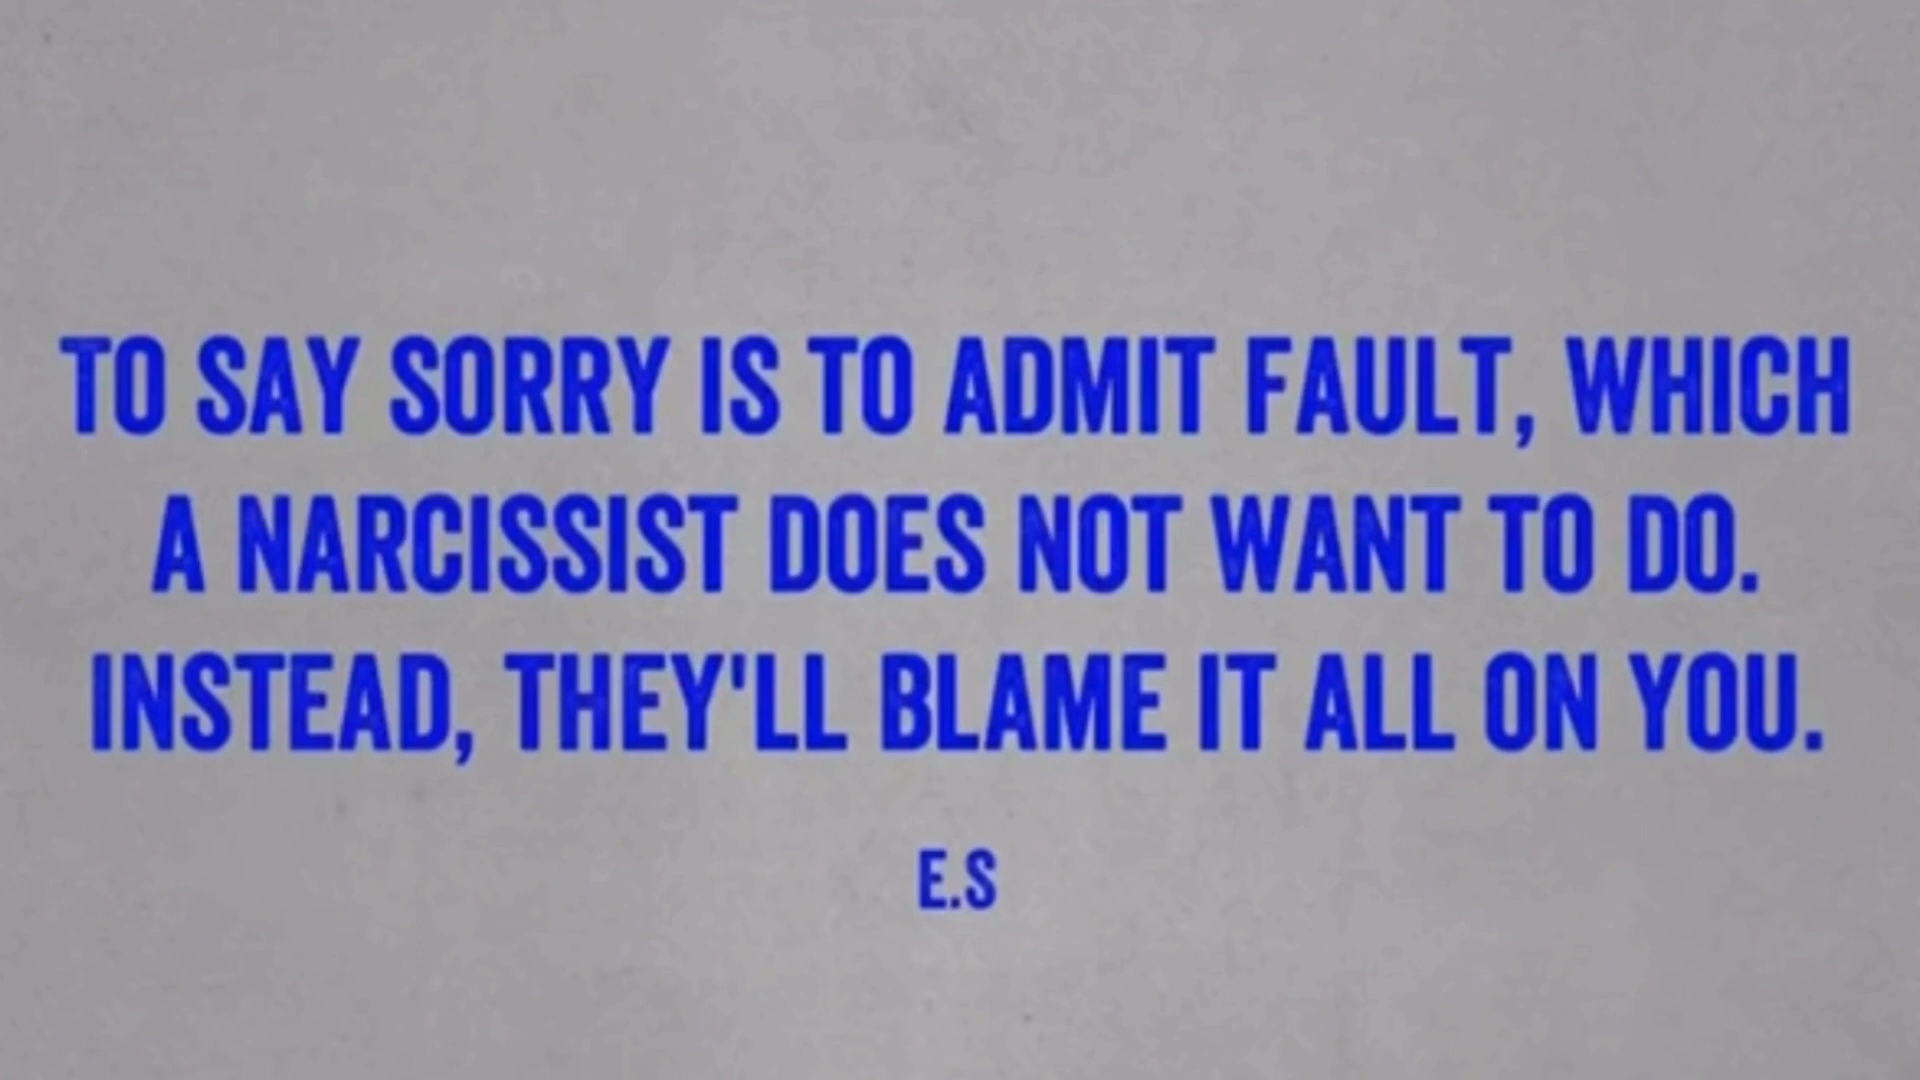 TO SAY SORRY IS TO ADMIT FAULT, WHICH
A NARCISSIST DOES NOT WANT TO DO.
INSTEAD, THEY'LL BLAME IT ALL ON YOU.
E.S